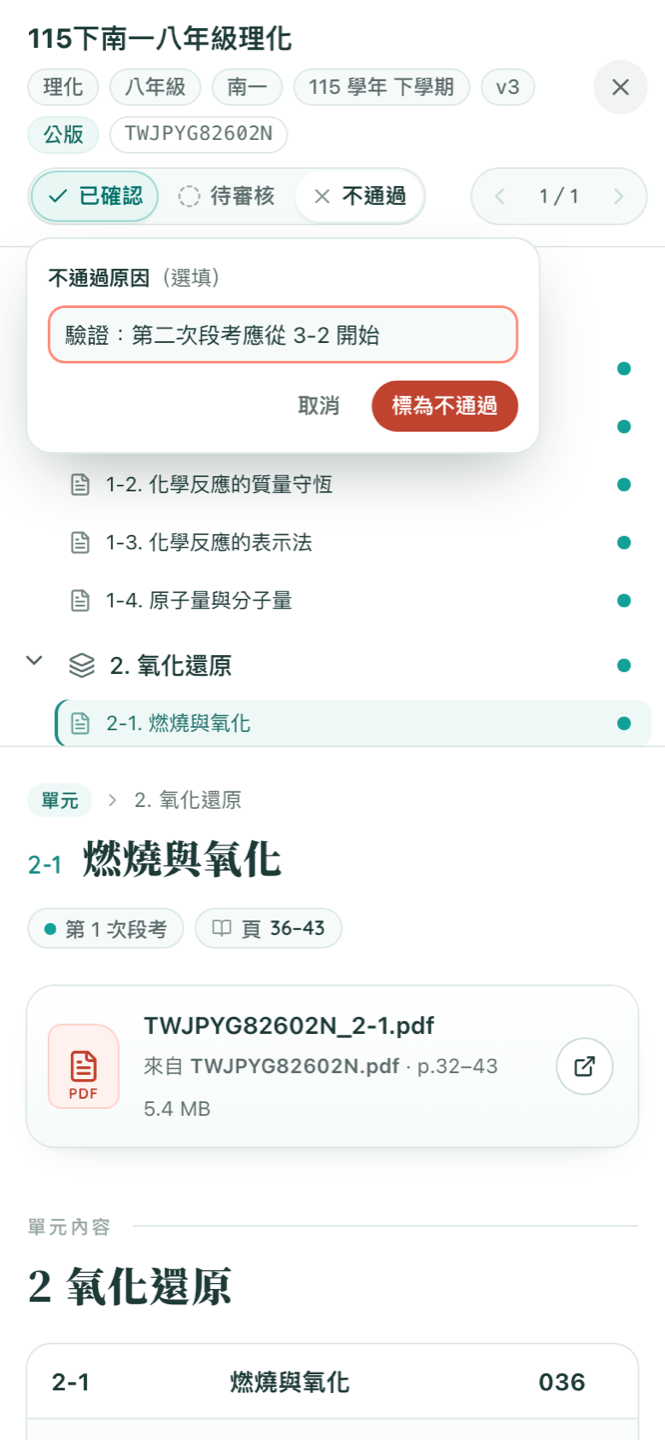 115下南一八年級理化
理化 八年級 南一 115 學年 下學期 v3
公版 TWJPYG82602N
已確認 待審核 不通過 1 / 1
不通過原因（選填）
驗證：第二次段考應從 3-2 開始
取消 標為不通過
1-2. 化學反應的質量守恆
1-3. 化學反應的表示法
1-4. 原子量與分子量
2. 氧化還原
2-1. 燃燒與氧化
單元 2. 氧化還原
2-1 燃燒與氧化
第 1 次段考 頁 36–43
TWJPYG82602N_2-1.pdf
來自 TWJPYG82602N.pdf · p.32–43
PDF
5.4 MB
單元內容
2 氧化還原
2-1 燃燒與氧化 036